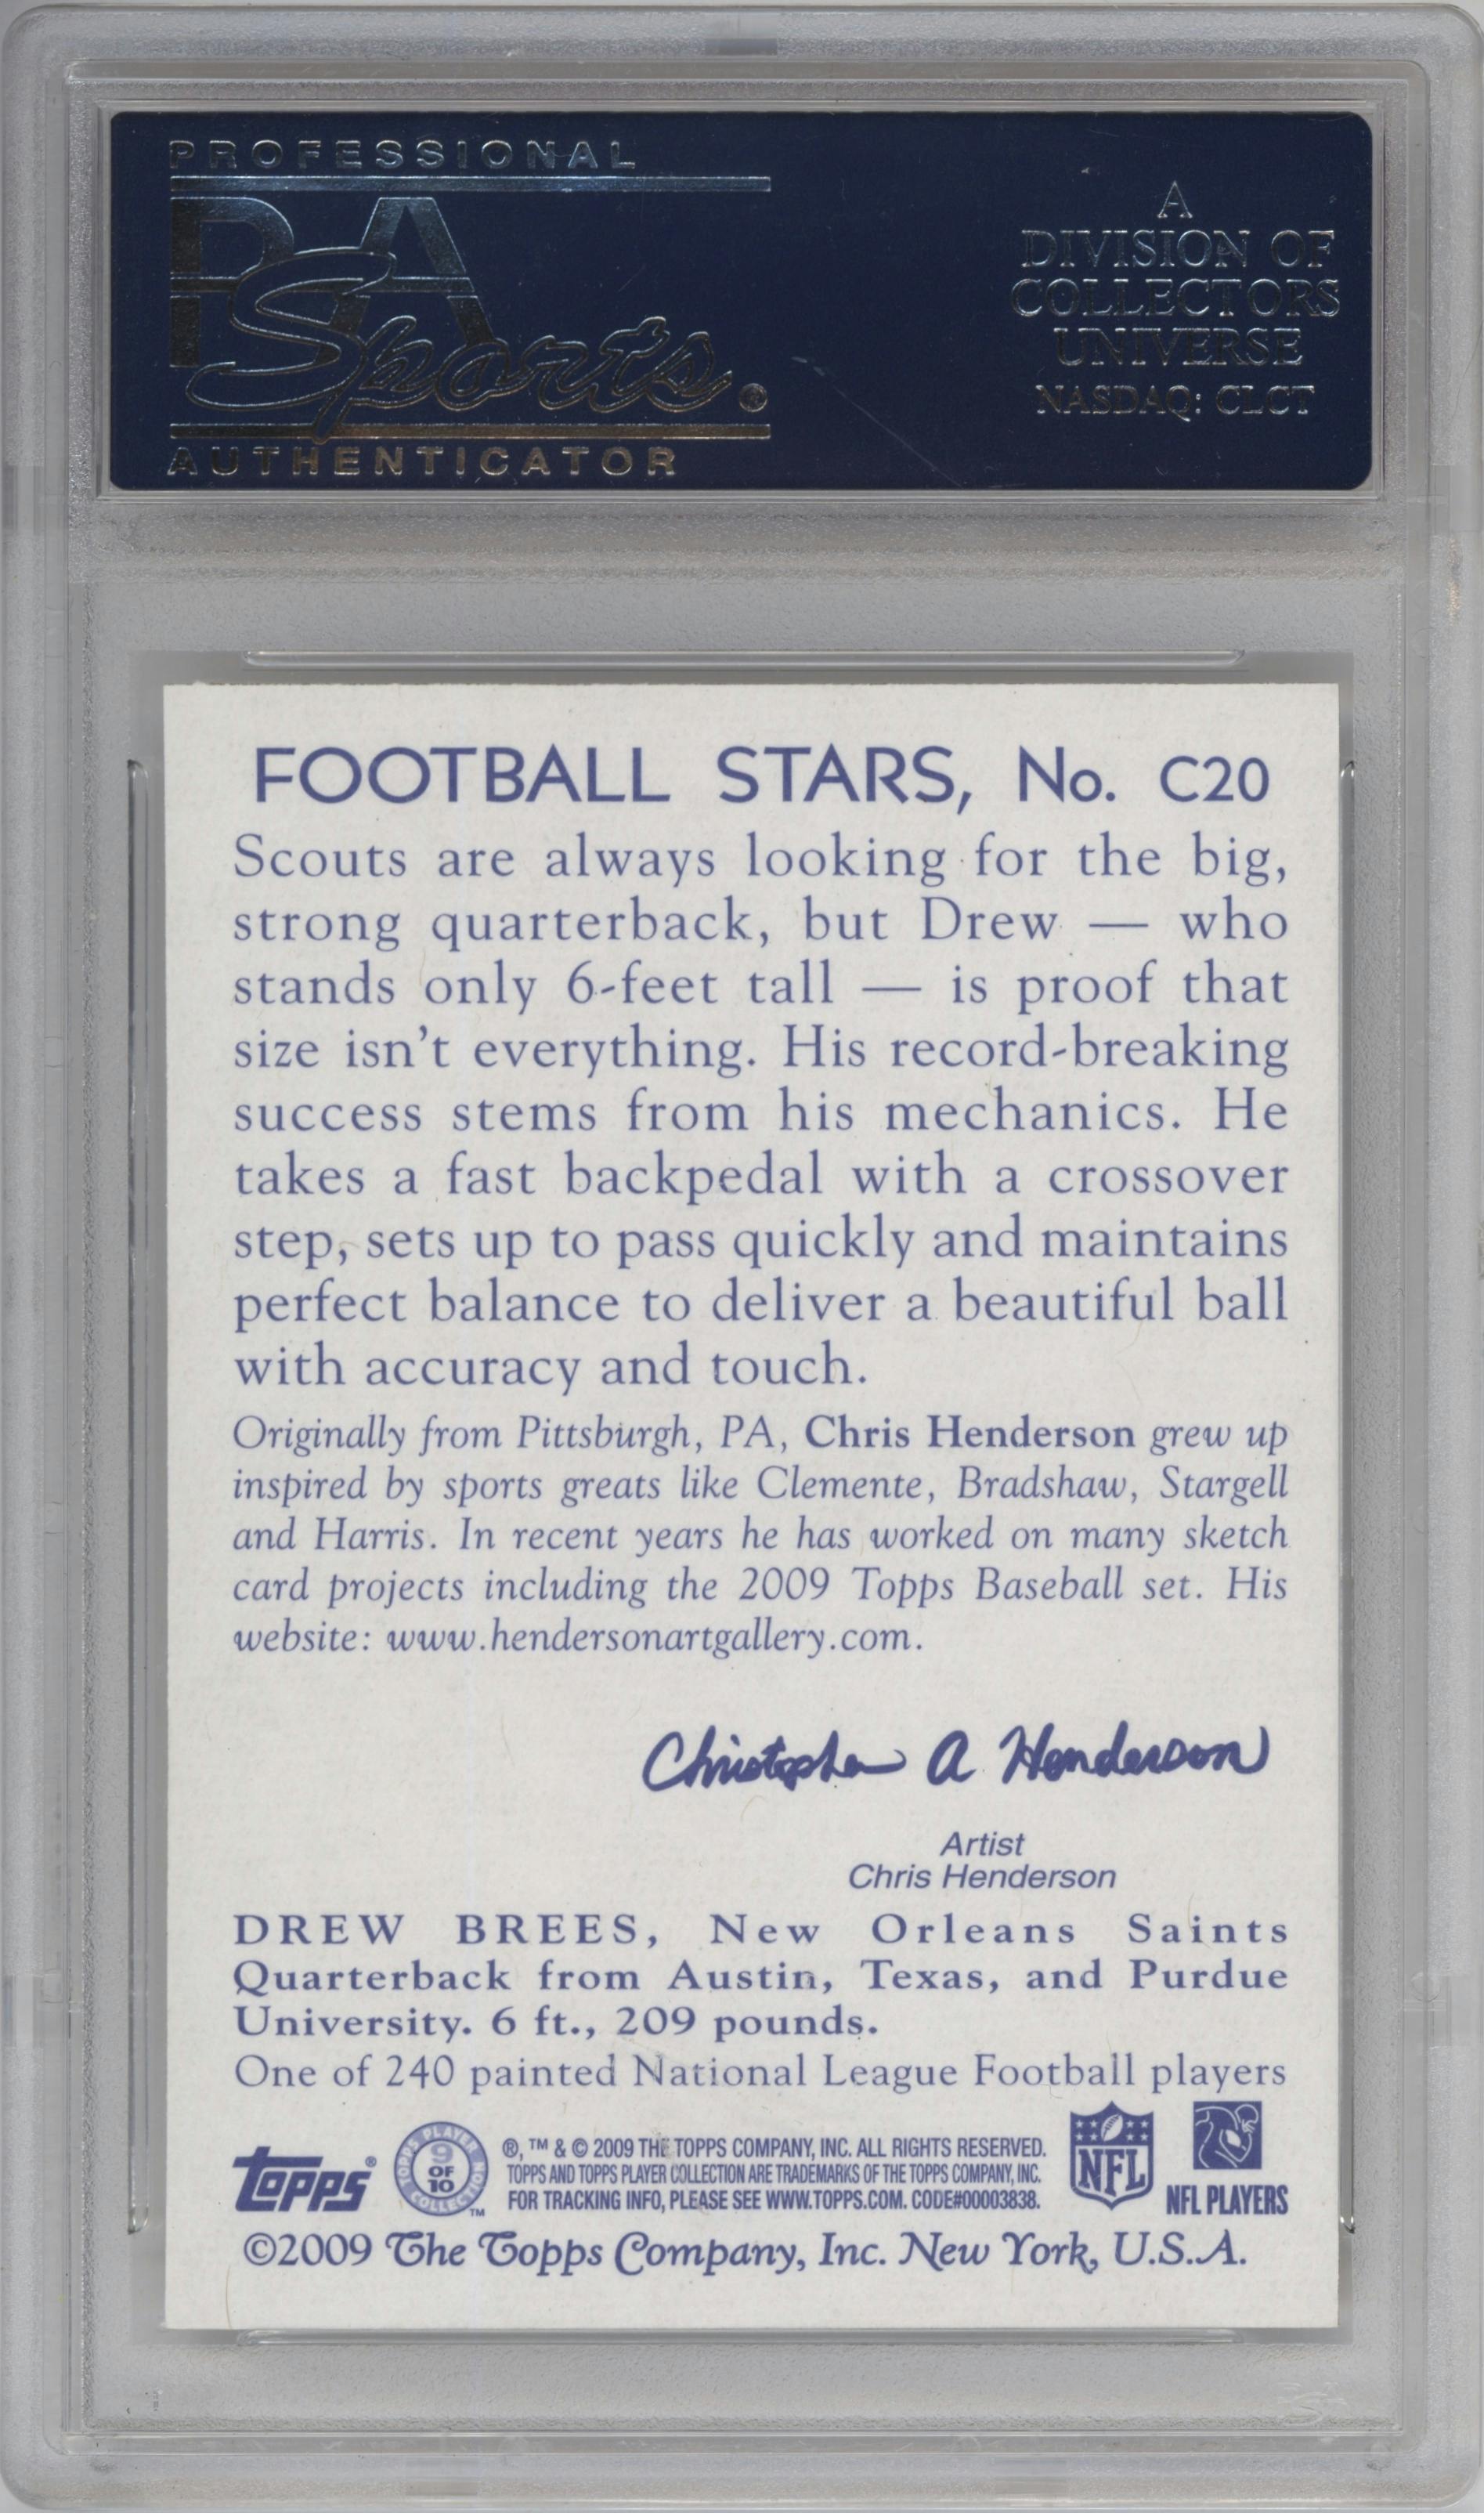 PROFESSIONAL
PSA
Sports®
AUTHENTICATOR
A
DIVISION OF
COLLECTORS
UNIVERSE
NASDAQ: CLCT
FOOTBALL STARS, No. C20
Scouts are always looking for the big,
strong quarterback, but Drew — who
stands only 6-feet tall — is proof that
size isn't everything. His record-breaking
success stems from his mechanics. He
takes a fast backpedal with a crossover
step, sets up to pass quickly and maintains
perfect balance to deliver a beautiful ball
with accuracy and touch.
Originally from Pittsburgh, PA, Chris Henderson grew up
inspired by sports greats like Clemente, Bradshaw, Stargell
and Harris. In recent years he has worked on many sketch
card projects including the 2009 Topps Baseball set. His
website: www.hendersonartgallery.com.
Christopher A Henderson
Artist
Chris Henderson
DREW BREES, New Orleans Saints
Quarterback from Austin, Texas, and Purdue
University. 6 ft., 209 pounds.
One of 240 painted National League Football players
Topps®
TOPPS PLAYER COLLECTION
9
OF
10
™
®, ™ & © 2009 THE TOPPS COMPANY, INC. ALL RIGHTS RESERVED.
TOPPS AND TOPPS PLAYER COLLECTION ARE TRADEMARKS OF THE TOPPS COMPANY, INC.
FOR TRACKING INFO, PLEASE SEE WWW.TOPPS.COM. CODE#00003838.
NFL
NFL PLAYERS
©2009 The Topps Company, Inc. New York, U.S.A.